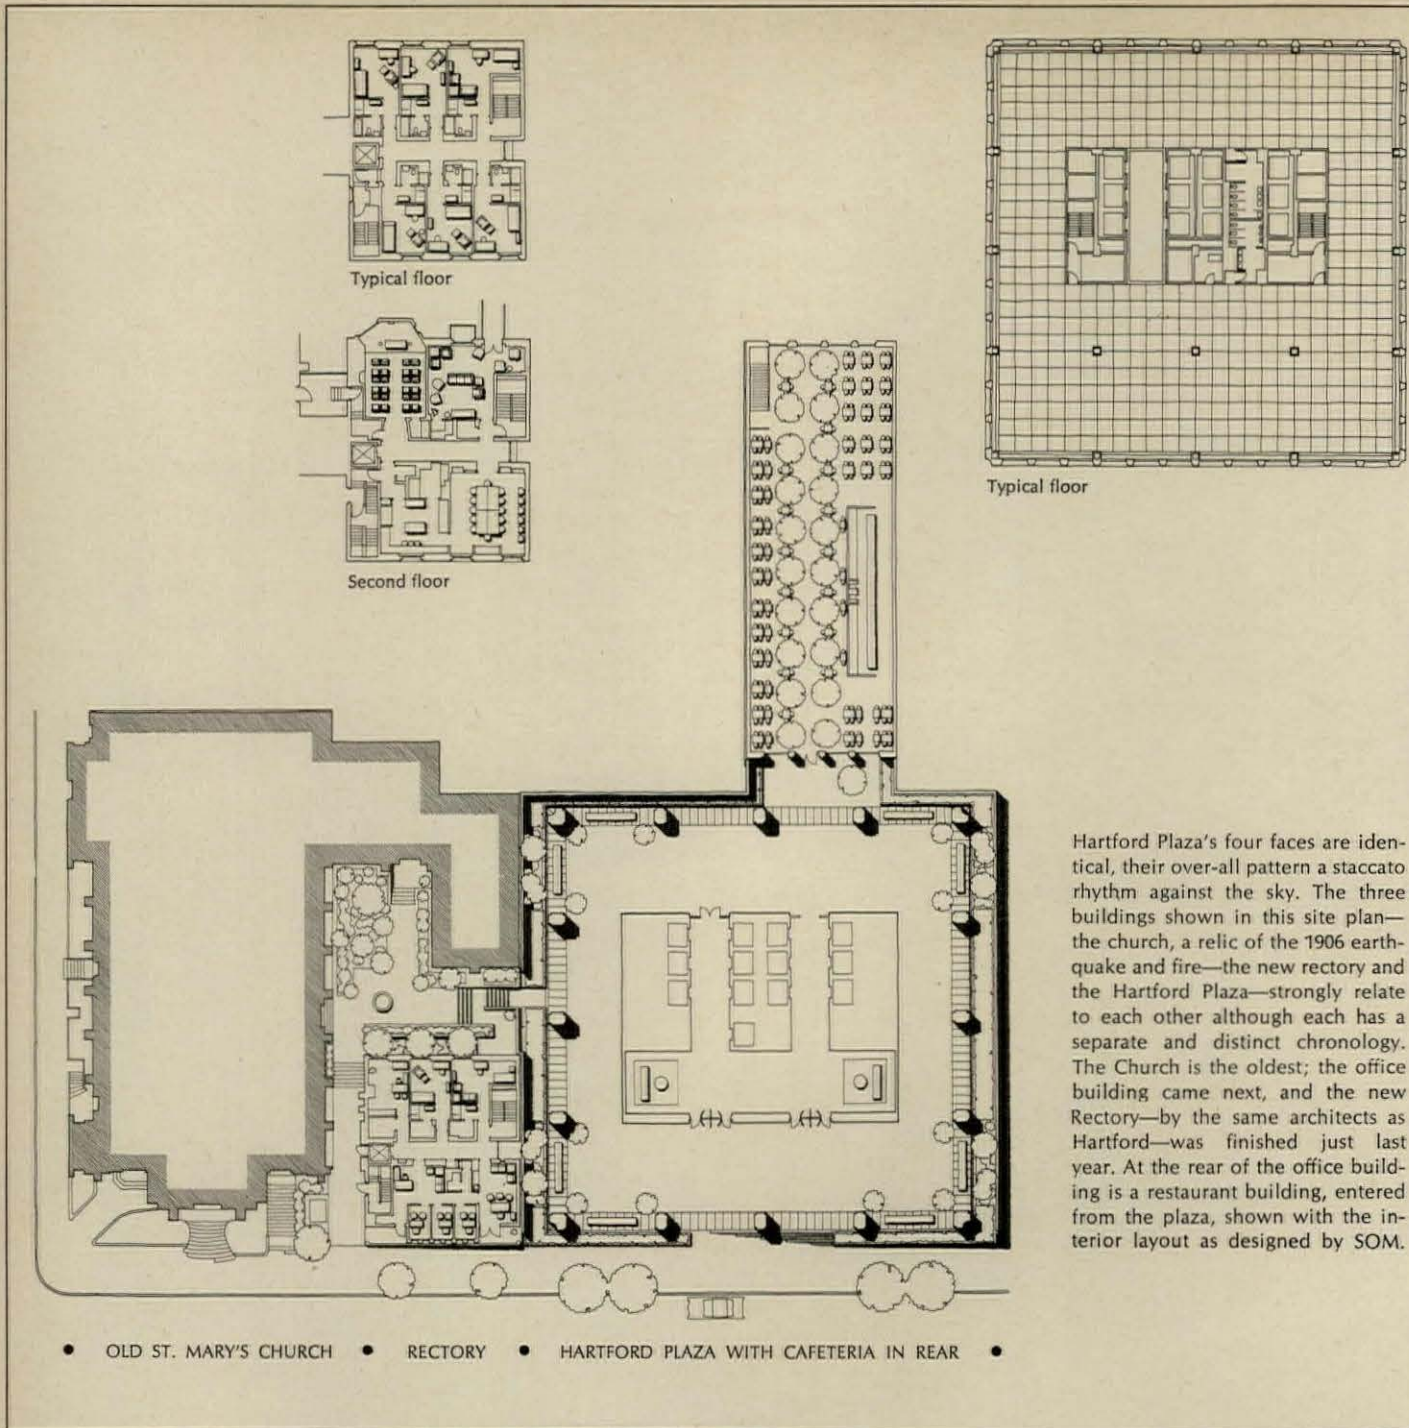 Typical floor
Second floor
Typical floor
Hartford Plaza's four faces are iden-
tical, their over-all pattern a staccato
rhythm against the sky. The three
buildings shown in this site plan—
the church, a relic of the 1906 earth-
quake and fire—the new rectory and
the Hartford Plaza—strongly relate
to each other although each has a
separate and distinct chronology.
The Church is the oldest; the office
building came next, and the new
Rectory—by the same architects as
Hartford—was finished just last
year. At the rear of the office build-
ing is a restaurant building, entered
from the plaza, shown with the in-
terior layout as designed by SOM.
• OLD ST. MARY'S CHURCH • RECTORY • HARTFORD PLAZA WITH CAFETERIA IN REAR •